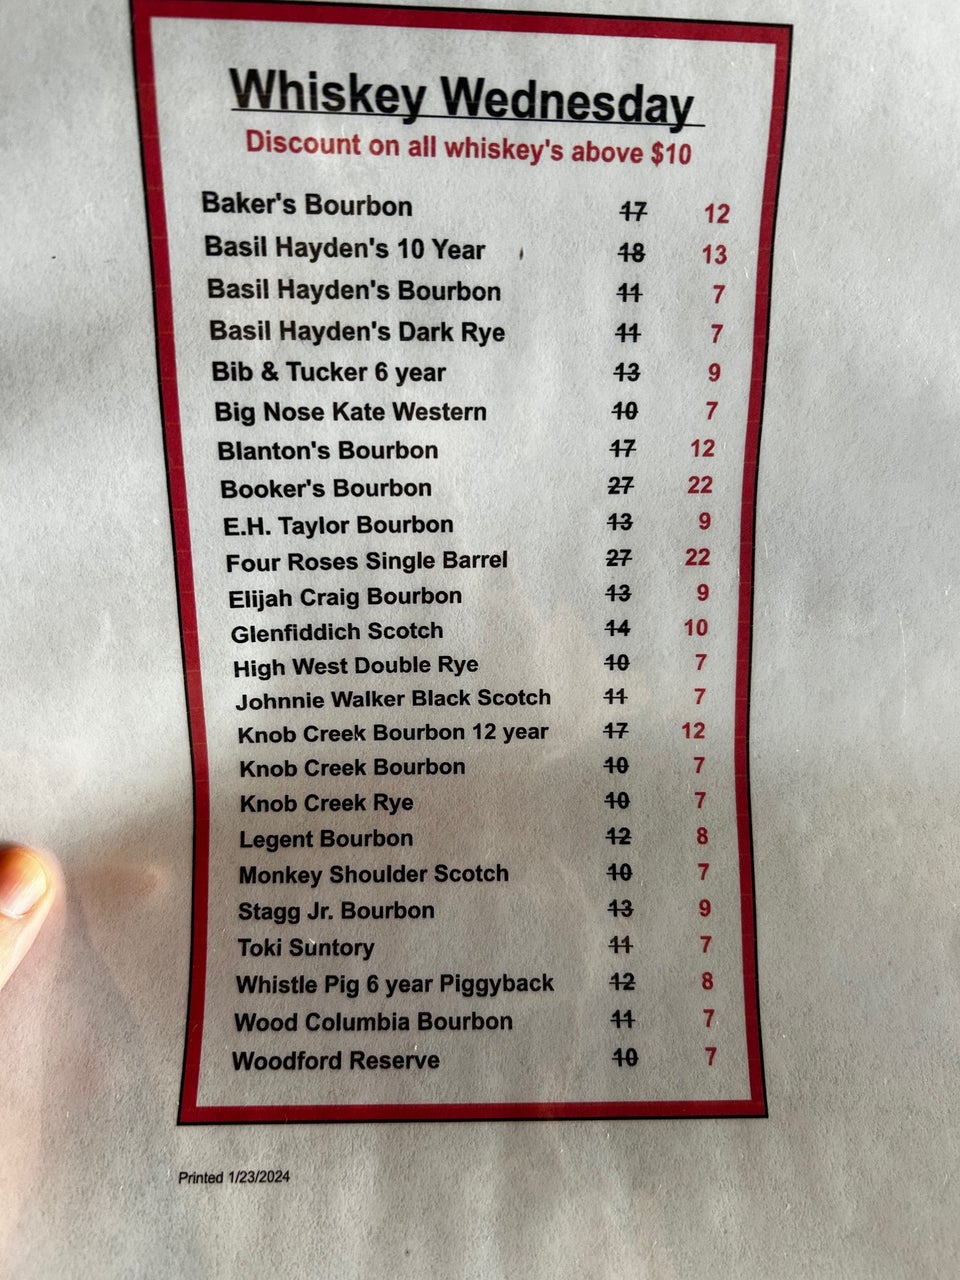 Whiskey Wednesday
Discount on all whiskey's above $10
Baker's Bourbon 17 12
Basil Hayden's 10 Year 18 13
Basil Hayden's Bourbon 11 7
Basil Hayden's Dark Rye 11 7
Bib & Tucker 6 year 13 9
Big Nose Kate Western 10 7
Blanton's Bourbon 17 12
Booker's Bourbon 27 22
E.H. Taylor Bourbon 13 9
Four Roses Single Barrel 27 22
Elijah Craig Bourbon 13 9
Glenfiddich Scotch 14 10
High West Double Rye 10 7
Johnnie Walker Black Scotch 11 7
Knob Creek Bourbon 12 year 17 12
Knob Creek Bourbon 10 7
Knob Creek Rye 10 7
Legent Bourbon 12 8
Monkey Shoulder Scotch 10 7
Stagg Jr. Bourbon 13 9
Toki Suntory 11 7
Whistle Pig 6 year Piggyback 12 8
Wood Columbia Bourbon 11 7
Woodford Reserve 10 7
Printed 1/23/2024